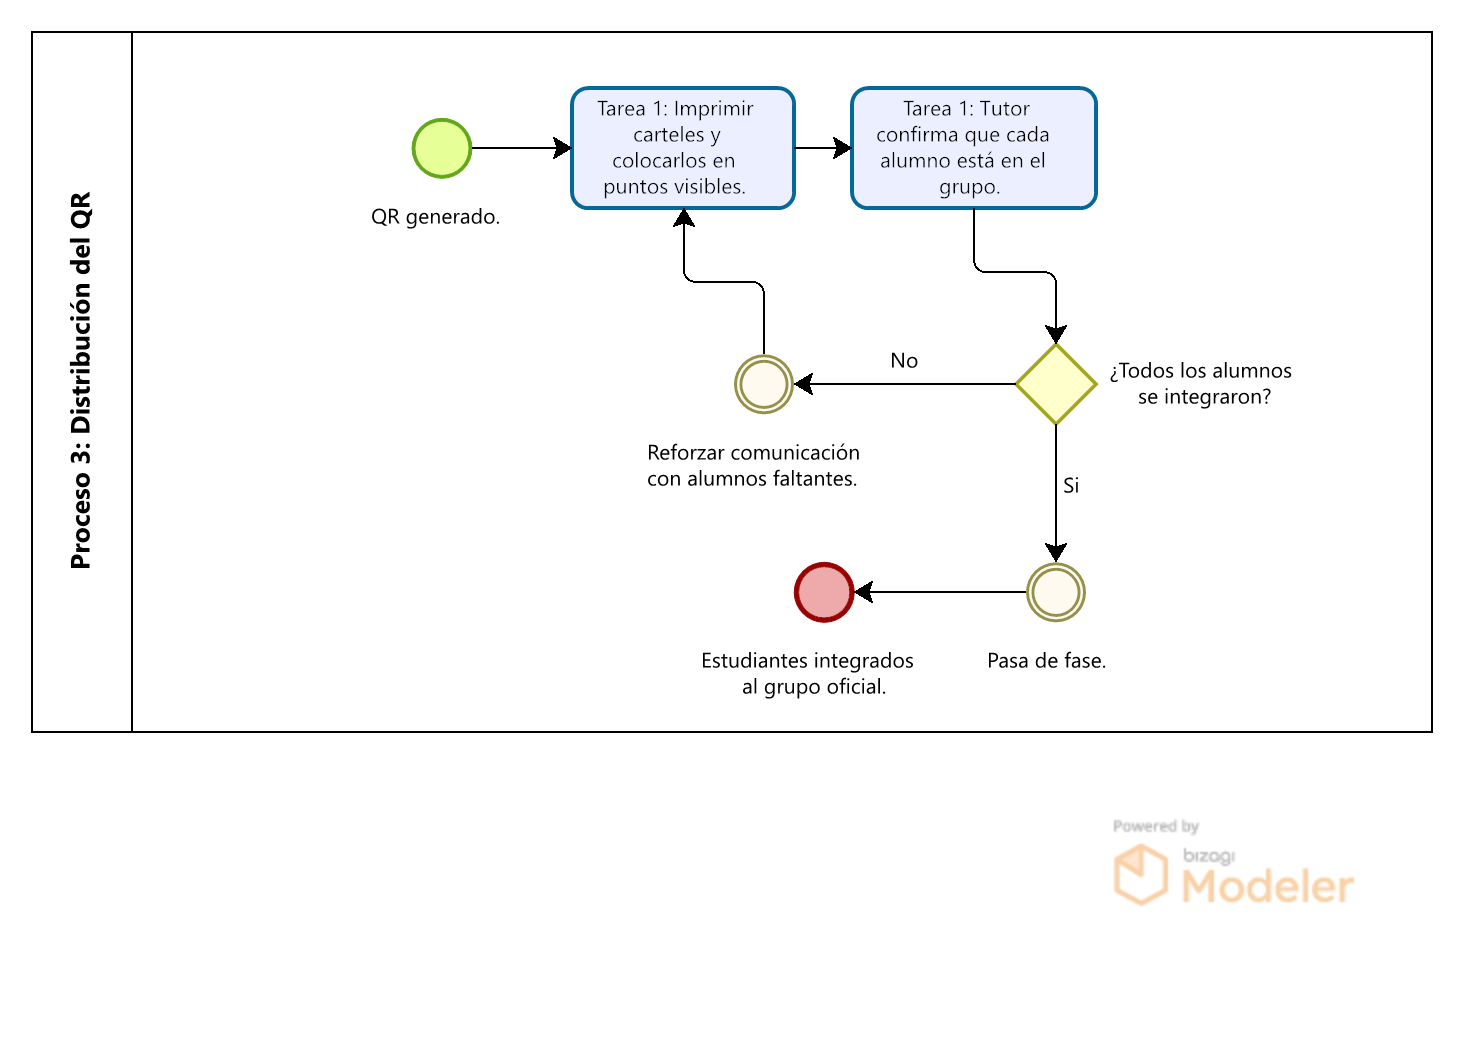 Proceso 3: Distribución del QR
QR generado.
Tarea 1: Imprimir
carteles y
colocarlos en
puntos visibles.
Tarea 1: Tutor
confirma que cada
alumno está en el
grupo.
¿Todos los alumnos
se integraron?
No
Reforzar comunicación
con alumnos faltantes.
Si
Pasa de fase.
Estudiantes integrados
al grupo oficial.
Powered by
bizagi
Modeler